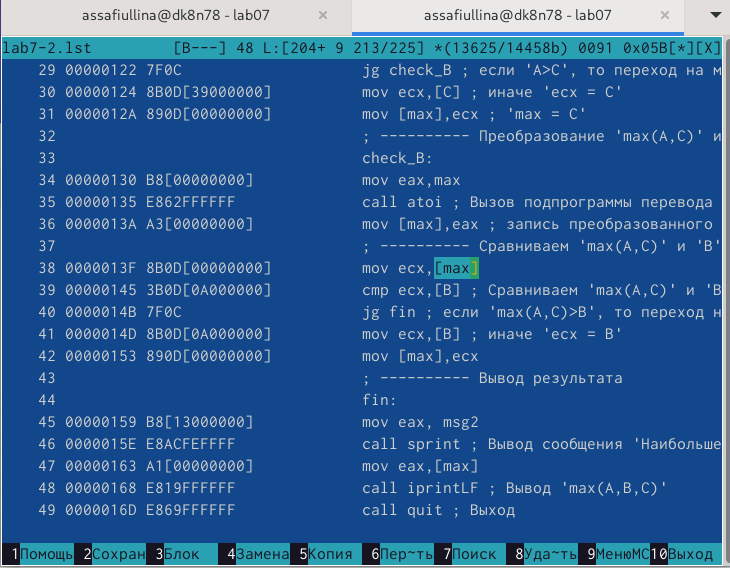 assafiullina@dk8n78 - lab07 × assafiullina@dk8n78 - lab07 ×
lab7-2.lst [B---] 48 L:[204+ 9 213/225] *(13625/14458b) 0091 0x05B[*][X]
29 00000122 7F0C jg check_B ; если 'A>C', то переход на м
30 00000124 8B0D[39000000] mov ecx,[C] ; иначе 'ecx = C'
31 0000012A 890D[00000000] mov [max],ecx ; 'max = C'
32 ; ---------- Преобразование 'max(A,C)' и
33 check_B:
34 00000130 B8[00000000] mov eax,max
35 00000135 E862FFFFFF call atoi ; Вызов подпрограммы перевода
36 0000013A A3[00000000] mov [max],eax ; запись преобразованного
37 ; ---------- Сравниваем 'max(A,C)' и 'B'
38 0000013F 8B0D[00000000] mov ecx,[max]
39 00000145 3B0D[0A000000] cmp ecx,[B] ; Сравниваем 'max(A,C)' и 'B
40 0000014B 7F0C jg fin ; если 'max(A,C)>B', то переход н
41 0000014D 8B0D[0A000000] mov ecx,[B] ; иначе 'ecx = B'
42 00000153 890D[00000000] mov [max],ecx
43 ; ---------- Вывод результата
44 fin:
45 00000159 B8[13000000] mov eax, msg2
46 0000015E E8ACFEFFFF call sprint ; Вывод сообщения 'Наибольше
47 00000163 A1[00000000] mov eax,[max]
48 00000168 E819FFFFFF call iprintLF ; Вывод 'max(A,B,C)'
49 0000016D E869FFFFFF call quit ; Выход
1Помощь 2Сохран 3Блок 4Замена 5Копия 6Пер~ть 7Поиск 8Уда~ть 9МенюМС 10Выход